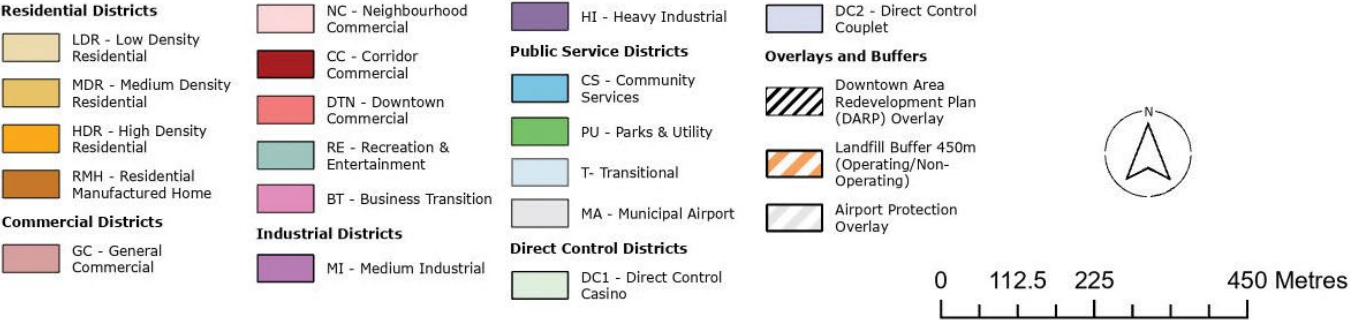 Residential Districts
LDR - Low Density
Residential
MDR - Medium Density
Residential
HDR - High Density
Residential
RMH - Residential
Manufactured Home
Commercial Districts
GC - General
Commercial
NC - Neighbourhood
Commercial
CC - Corridor
Commercial
DTN - Downtown
Commercial
RE - Recreation &
Entertainment
BT - Business Transition
Industrial Districts
MI - Medium Industrial
HI - Heavy Industrial
Public Service Districts
CS - Community
Services
PU - Parks & Utility
T- Transitional
MA - Municipal Airport
Direct Control Districts
DC1 - Direct Control
Casino
DC2 - Direct Control
Couplet
Overlays and Buffers
Downtown Area
Redevelopment Plan
(DARP) Overlay
Landfill Buffer 450m
(Operating/Non-
Operating)
Airport Protection
Overlay
N
0 112.5 225 450 Metres